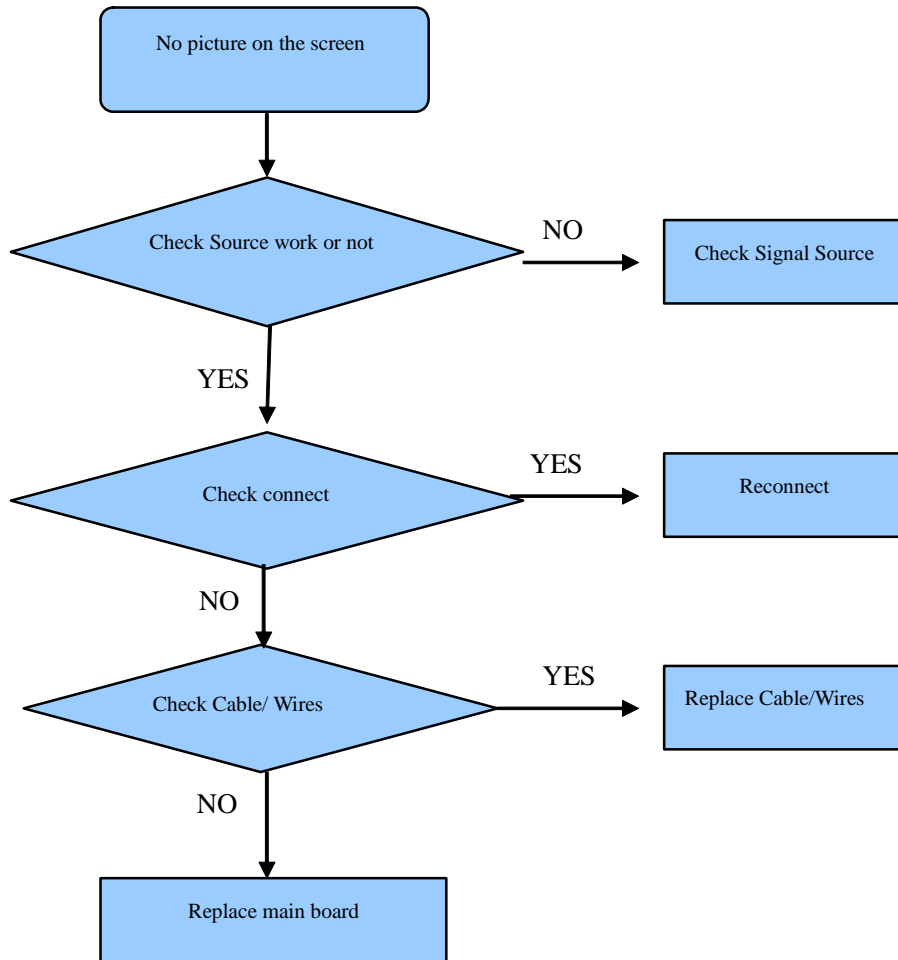 No picture on the screen
Check Source work or not
NO
Check Signal Source
YES
Check connect
YES
Reconnect
NO
Check Cable/ Wires
YES
Replace Cable/Wires
NO
Replace main board